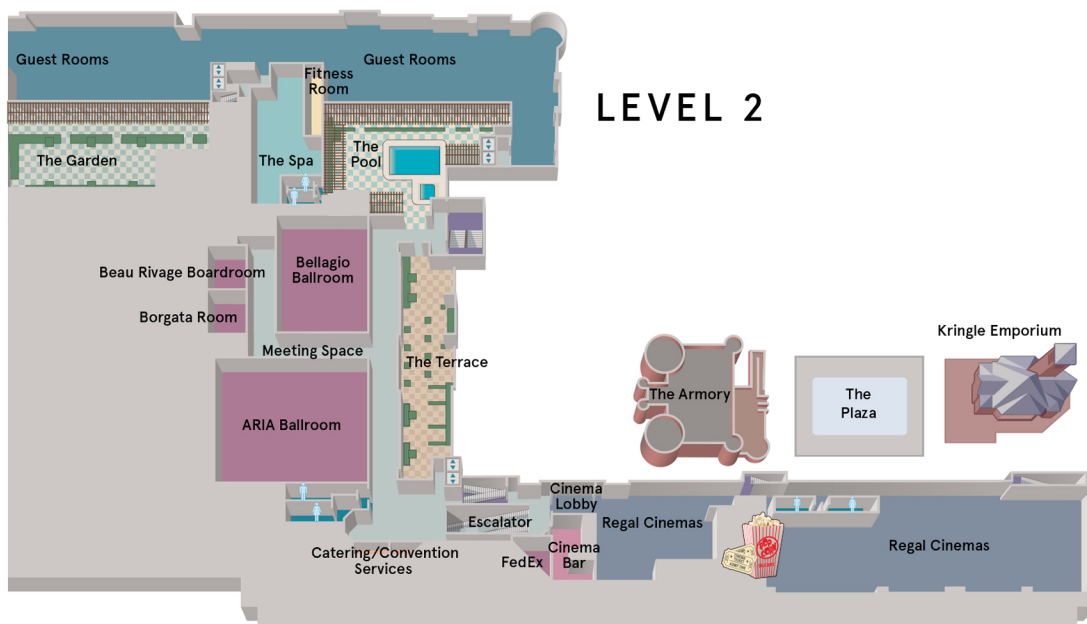 Guest Rooms
Guest Rooms
Fitness
Room
LEVEL 2
The Garden
The Spa
The
Pool
Beau Rivage Boardroom
Bellagio
Ballroom
Borgata Room
Meeting Space
The Terrace
Kringle Emporium
The Armory
The
Plaza
ARIA Ballroom
Cinema
Lobby
Escalator
Regal Cinemas
Catering/Convention
Services
FedEx
Cinema
Bar
Regal Cinemas